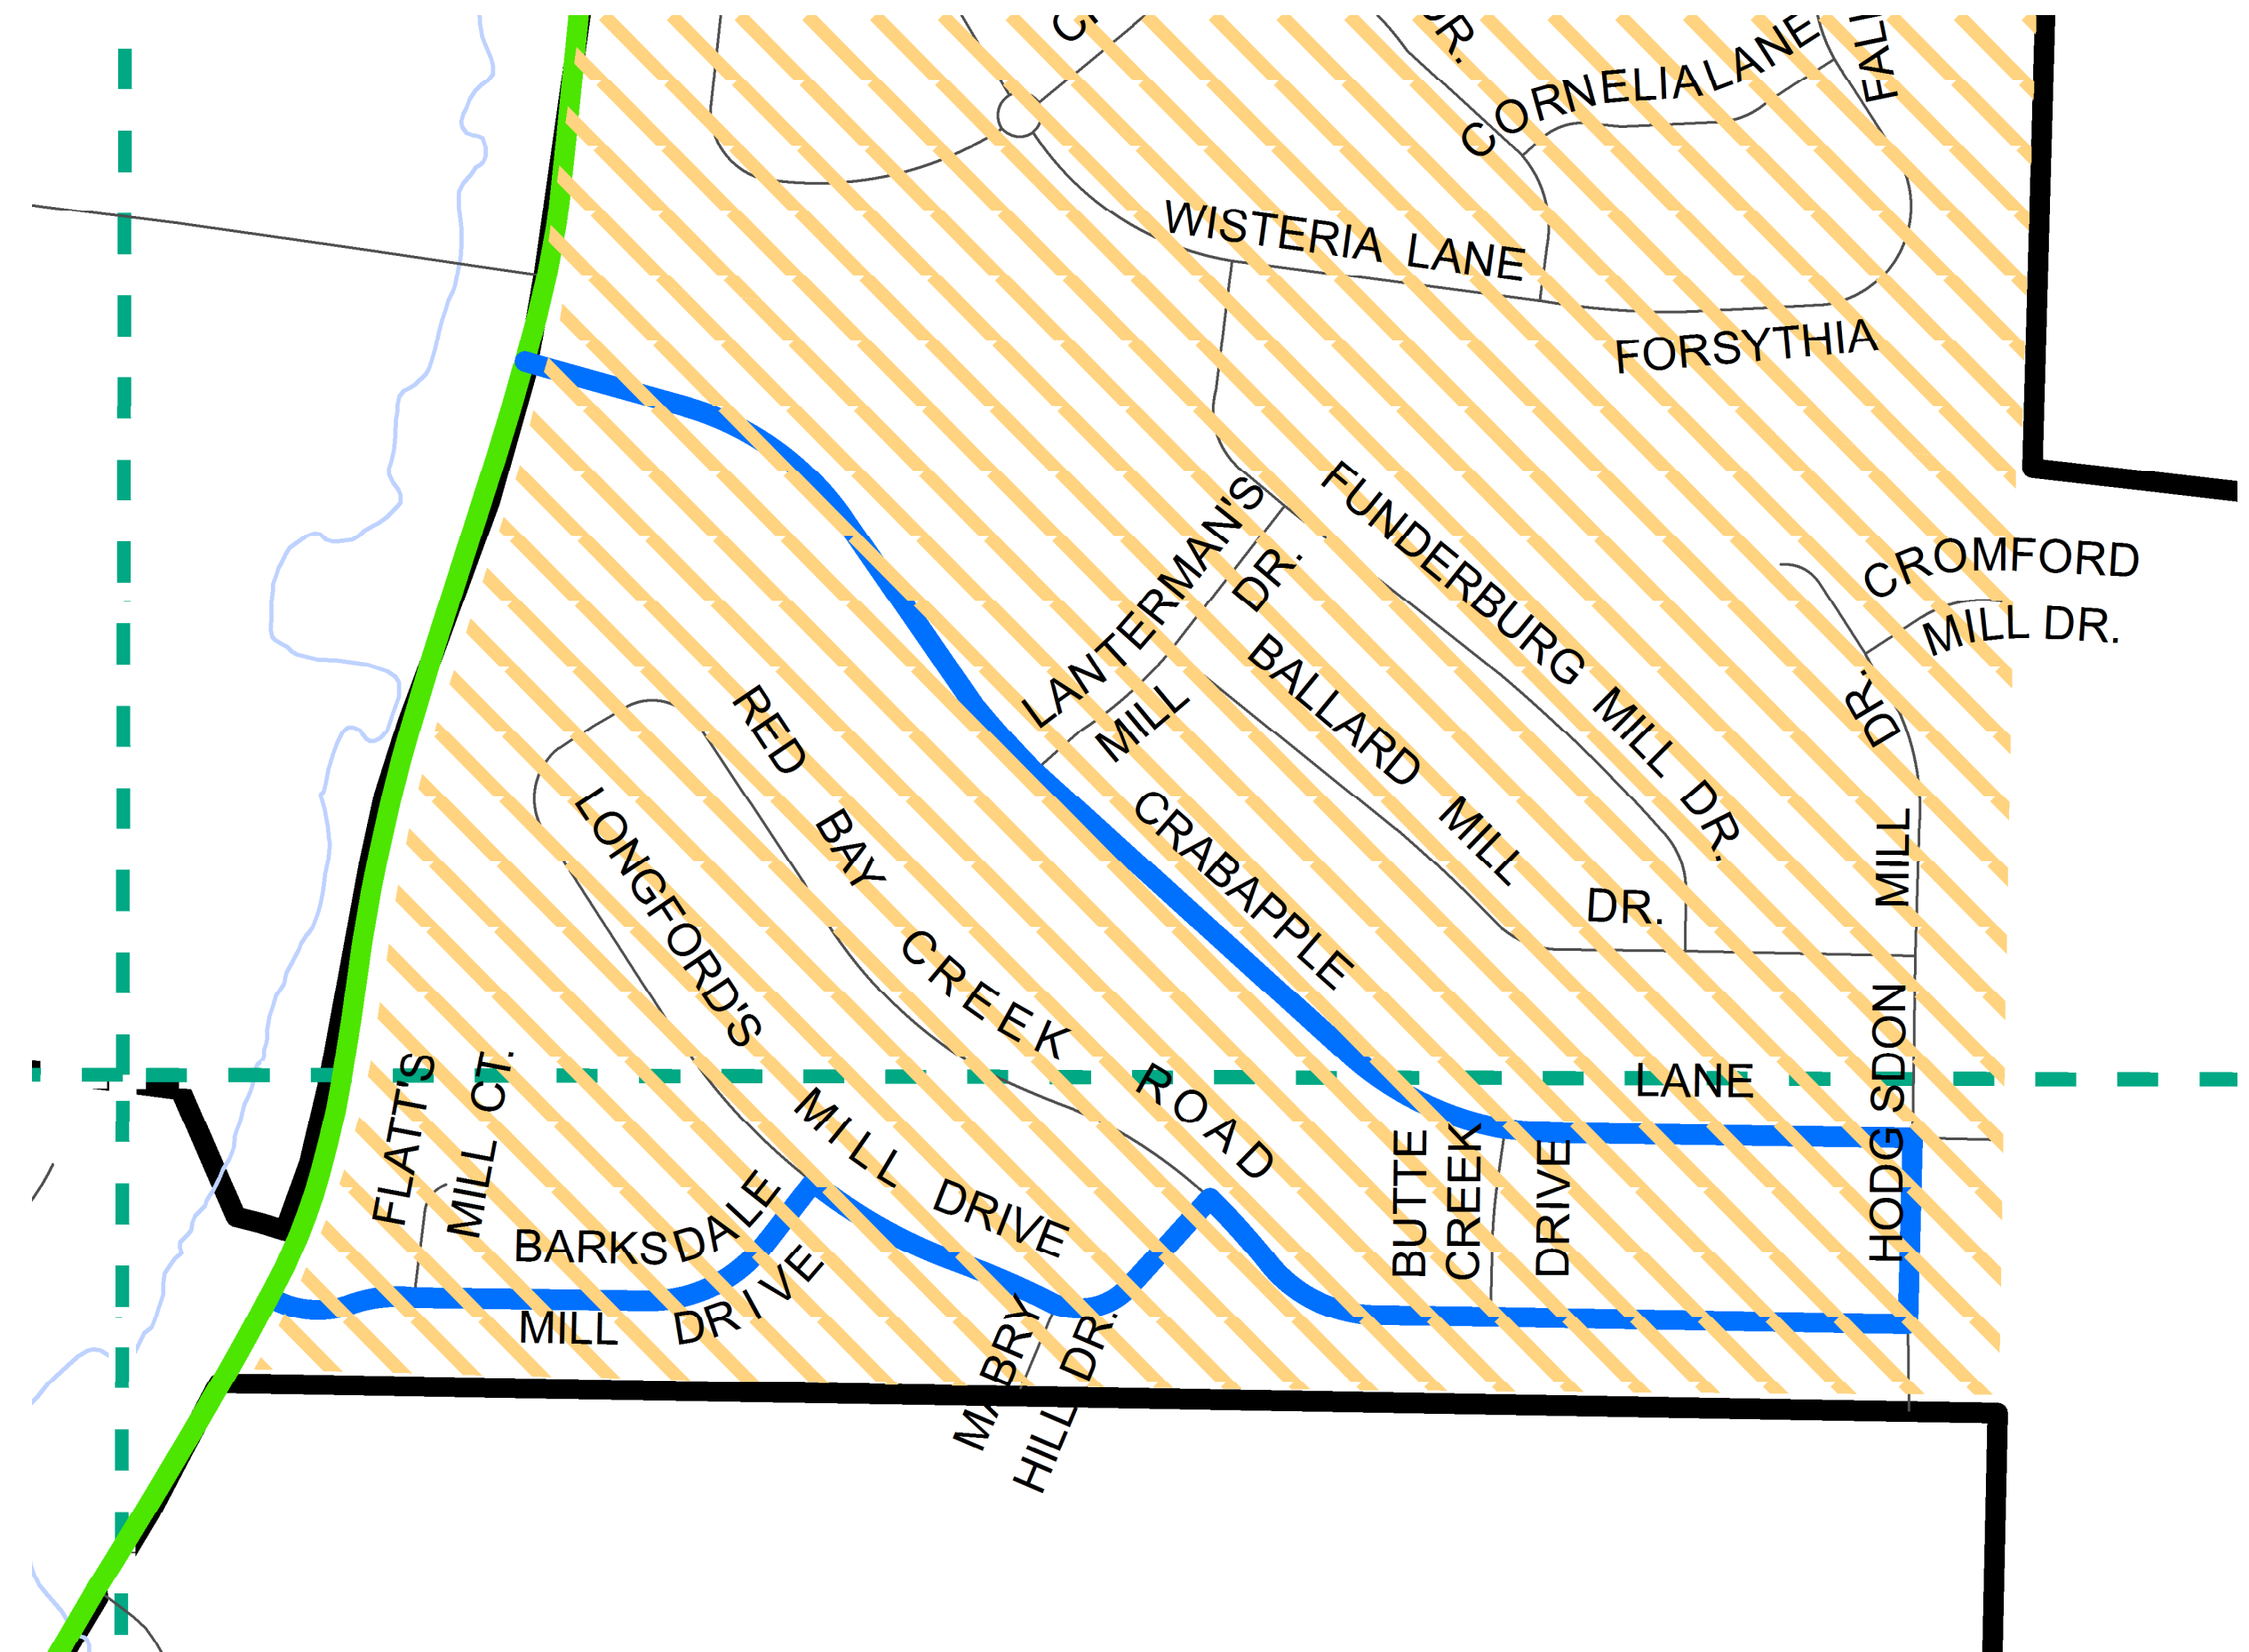 DR.
CORNELIA LANE
WISTERIA LANE
FORSYTHIA
LANTERMAN'S
MILL DR.
FUNDERBURG MILL DR.
BALLARD MILL DR.
CROMFORD
MILL DR.
RED BAY CREEK ROAD
LONGFORD'S MILL DRIVE
CRABAPPLE LANE
HODGSDON MILL DR.
FLATT'S
MILL CT.
BARKSDALE
MILL DRIVE
BUTTE
CREEK
DRIVE
MABRY
HILL DR.